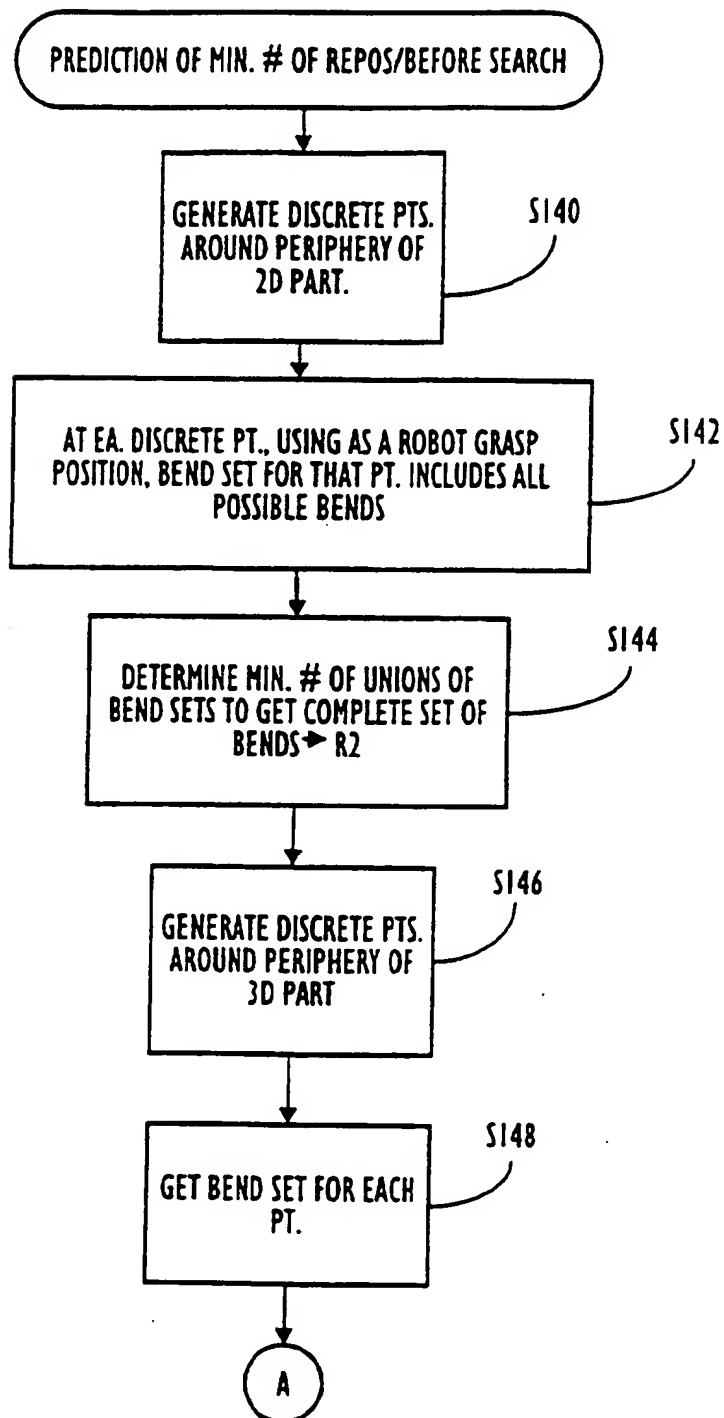 PREDICTION OF MIN. # OF REPOS/BEFORE SEARCH
GENERATE DISCRETE PTS.
AROUND PERIPHERY OF
2D PART.
S140
AT EA. DISCRETE PT., USING AS A ROBOT GRASP
POSITION, BEND SET FOR THAT PT. INCLUDES ALL
POSSIBLE BENDS
S142
DETERMINE MIN. # OF UNIONS OF
BEND SETS TO GET COMPLETE SET OF
BENDS → R2
S144
GENERATE DISCRETE PTS.
AROUND PERIPHERY OF
3D PART
S146
GET BEND SET FOR EACH
PT.
S148
A